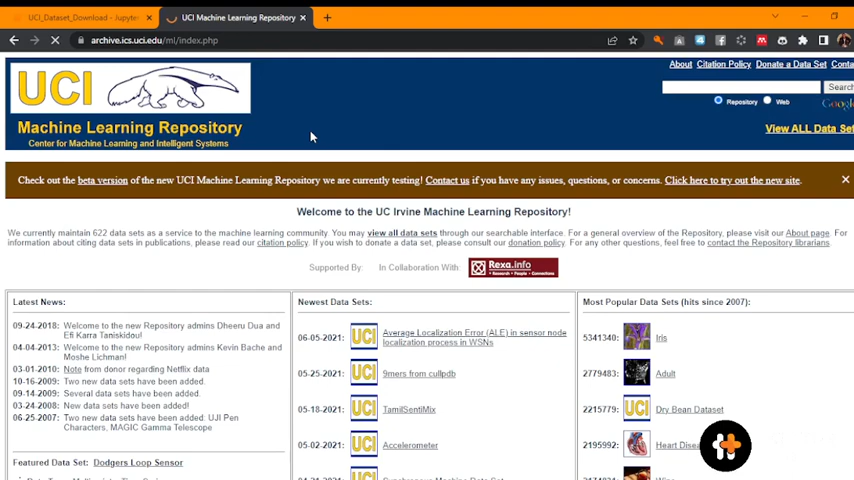 UCI_Dataset_Download - Jupyte
UCI Machine Learning Repository
archive.ics.uci.edu/ml/index.php
About Citation Policy Donate a Data Set Conta
UCI
Search
Repository Web
Google
Machine Learning Repository
Center for Machine Learning and Intelligent Systems
View ALL Data Set
Check out the beta version of the new UCI Machine Learning Repository we are currently testing! Contact us if you have any issues, questions, or concerns. Click here to try out the new site.
Welcome to the UC Irvine Machine Learning Repository!
We currently maintain 622 data sets as a service to the machine learning community. You may view all data sets through our searchable interface. For a general overview of the Repository, please visit our About page. For
information about citing data sets in publications, please read our citation policy. If you wish to donate a data set, please consult our donation policy. For any other questions, feel free to contact the Repository librarians.
Supported By: In Collaboration With: Rexa.info
Research · People · Connections
Latest News:
09-24-2018: Welcome to the new Repository admins Dheeru Dua and
Efi Karra Taniskidou!
04-04-2013: Welcome to the new Repository admins Kevin Bache and
Moshe Lichman!
03-01-2010: Note from donor regarding Netflix data
10-16-2009: Two new data sets have been added.
09-14-2009: Several data sets have been added.
03-24-2008: New data sets have been added!
06-25-2007: Two new data sets have been added: UJI Pen
Characters, MAGIC Gamma Telescope
Featured Data Set: Dodgers Loop Sensor
Newest Data Sets:
06-05-2021: UCI Average Localization Error (ALE) in sensor node
localization process in WSNs
05-25-2021: UCI 9mers from cullpdb
05-18-2021: UCI TamilSentiMix
05-02-2021: UCI Accelerometer
Most Popular Data Sets (hits since 2007):
5341340: Iris
2779483: Adult
2215779: UCI Dry Bean Dataset
2195992: Heart Disea